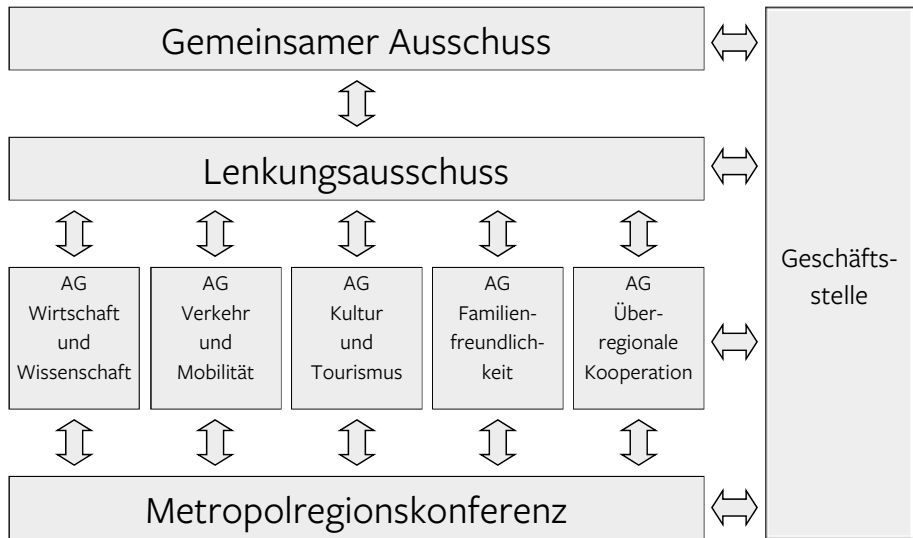 Gemeinsamer Ausschuss
Lenkungsausschuss
AG
Wirtschaft
und
Wissenschaft
AG
Verkehr
und
Mobilität
AG
Kultur
und
Tourismus
AG
Familien-
freundlich-
keit
AG
Über-
regionale
Kooperation
Metropolregionskonferenz
Geschäfts-
stelle